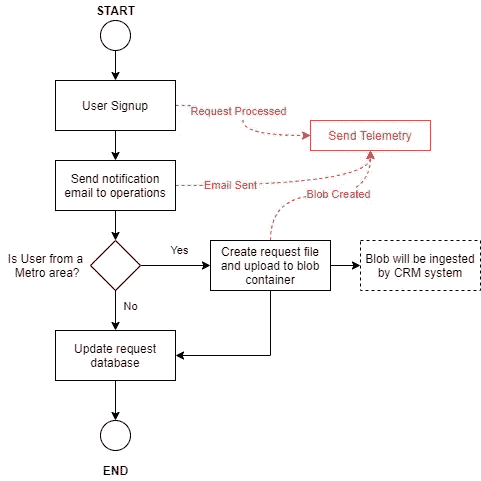 START
User Signup
Request Processed
Send Telemetry
Send notification
email to operations
Email Sent
Blob Created
Is User from a
Metro area?
Yes
Create request file
and upload to blob
container
Blob will be ingested
by CRM system
No
Update request
database
END